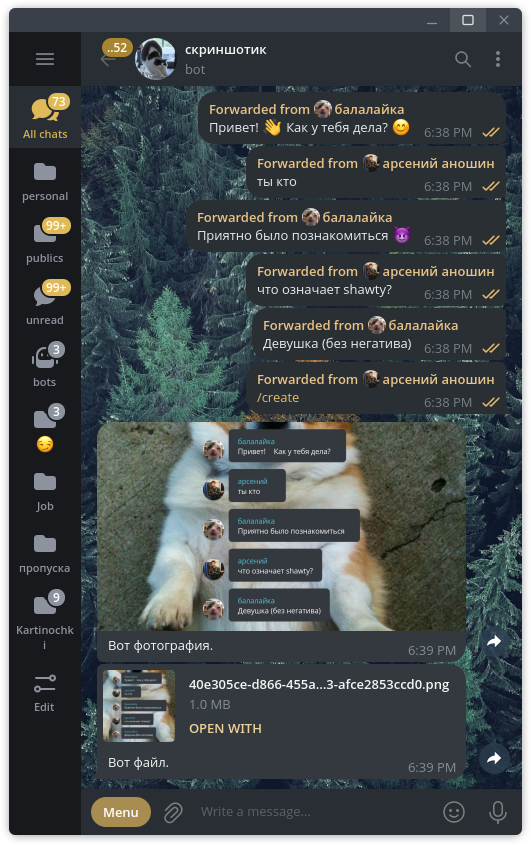 ..52
скриншотик
bot
73
All chats
personal
99+
publics
99+
unread
3
bots
3
😏
Job
пропуска
9
Kartinochk
i
Edit
Forwarded from балалайка
Привет! 👋 Как у тебя дела? 😊 6:38 PM
Forwarded from арсений аношин
ты кто 6:38 PM
Forwarded from балалайка
Приятно было познакомиться 😈 6:38 PM
Forwarded from арсений аношин
что означает shawty? 6:38 PM
Forwarded from балалайка
Девушка (без негатива) 6:38 PM
Forwarded from арсений аношин
/create 6:38 PM
балалайка
Привет! Как у тебя дела?
арсений
ты кто
балалайка
Приятно было познакомиться
арсений
что означает shawty?
балалайка
Девушка (без негатива)
Вот фотография. 6:39 PM
40e305ce-d866-455a...3-afce2853ccd0.png
1.0 MB
OPEN WITH
Вот файл. 6:39 PM
Menu
Write a message...